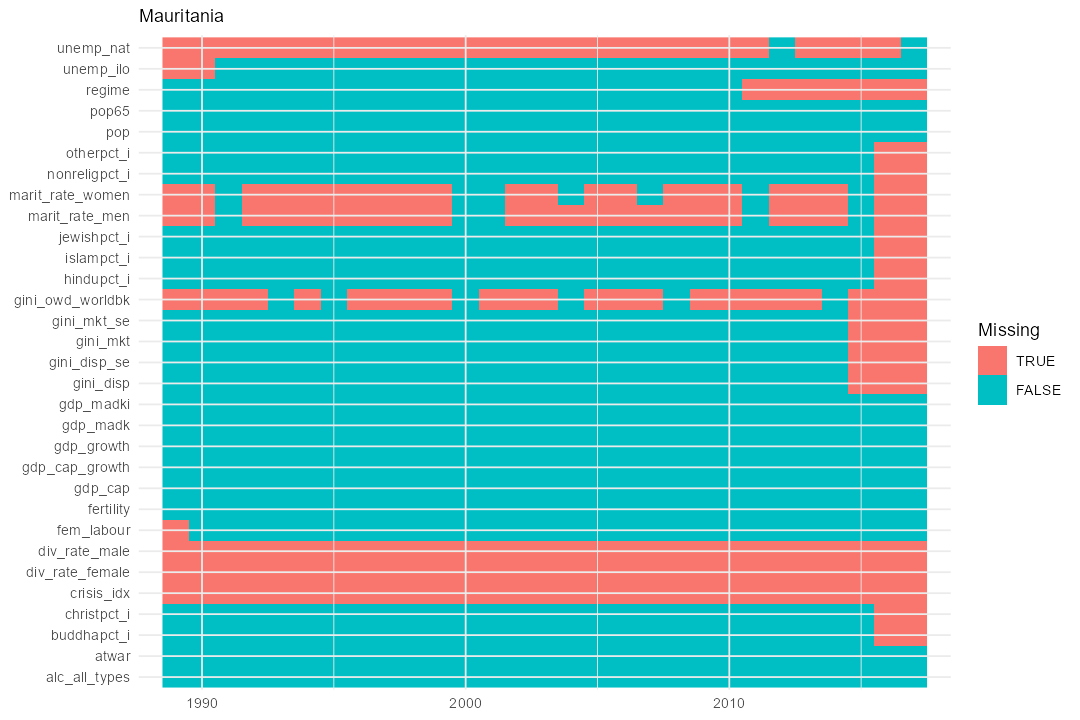 Mauritania
unemp_nat
unemp_ilo
regime
pop65
pop
otherpct_i
nonreligpct_i
marit_rate_women
marit_rate_men
jewishpct_i
islampct_i
hindupct_i
gini_owd_worldbk
gini_mkt_se
gini_mkt
gini_disp_se
gini_disp
gdp_madki
gdp_madk
gdp_growth
gdp_cap_growth
gdp_cap
fertility
fem_labour
div_rate_male
div_rate_female
crisis_idx
christpct_i
buddhapct_i
atwar
alc_all_types
1990 2000 2010
Missing
TRUE
FALSE